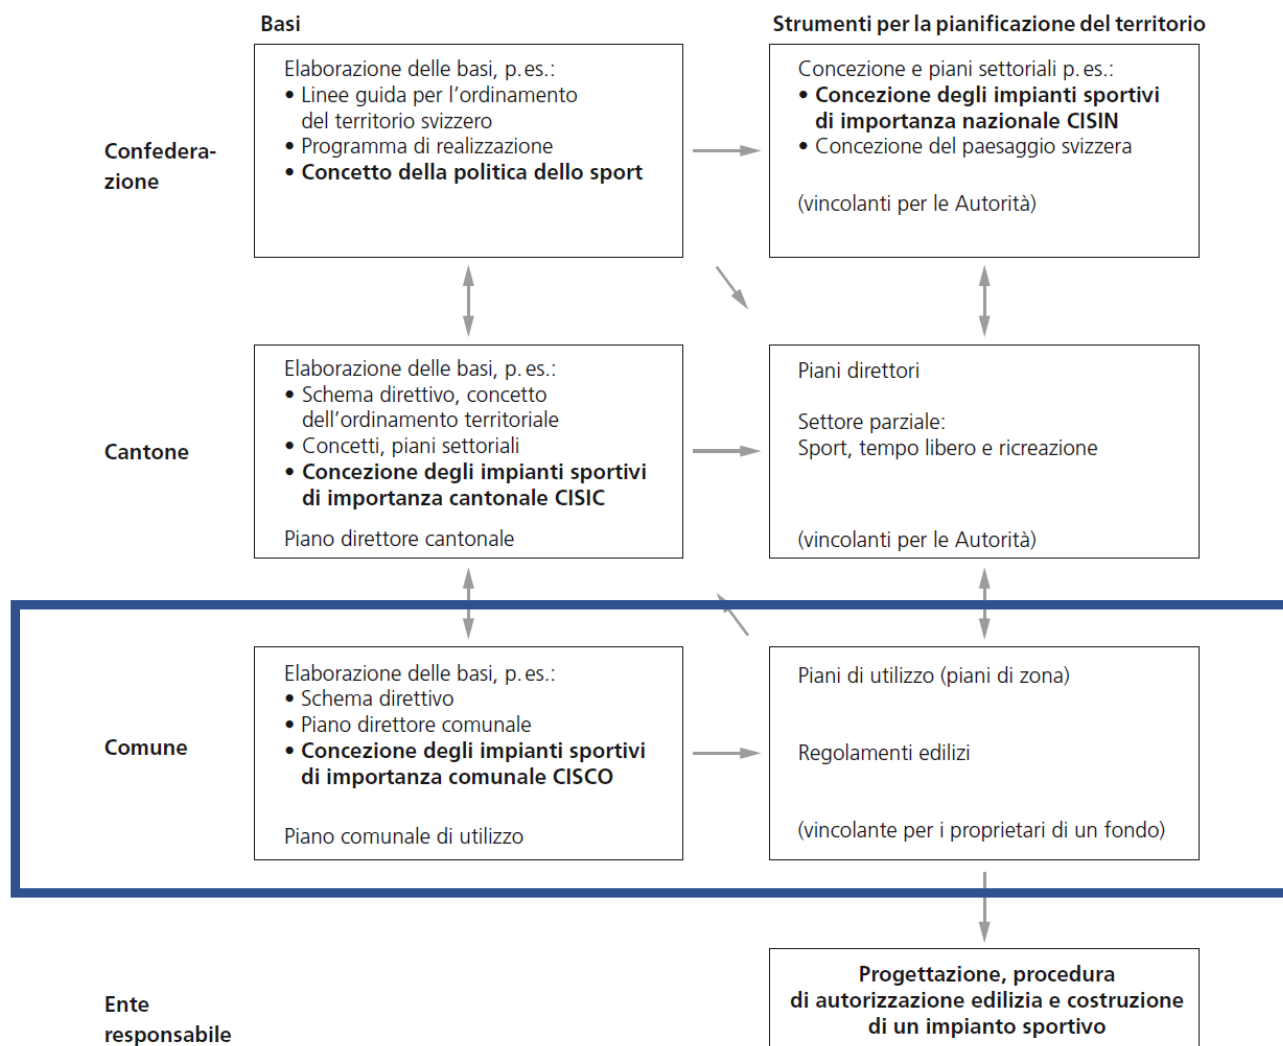 Basi
Strumenti per la pianificazione del territorio
Confedera-
zione
Elaborazione delle basi, p. es.:
• Linee guida per l'ordinamento
del territorio svizzero
• Programma di realizzazione
• Concetto della politica dello sport
Concezione e piani settoriali p. es.:
• Concezione degli impianti sportivi
di importanza nazionale CISIN
• Concezione del paesaggio svizzera
(vincolanti per le Autorità)
Cantone
Elaborazione delle basi, p. es.:
• Schema direttivo, concetto
dell'ordinamento territoriale
• Concetti, piani settoriali
• Concezione degli impianti sportivi
di importanza cantonale CISIC
Piano direttore cantonale
Piani direttori
Settore parziale:
Sport, tempo libero e ricreazione
(vincolanti per le Autorità)
Comune
Elaborazione delle basi, p. es.:
• Schema direttivo
• Piano direttore comunale
• Concezione degli impianti sportivi
di importanza comunale CISCO
Piano comunale di utilizzo
Piani di utilizzo (piani di zona)
Regolamenti edilizi
(vincolante per i proprietari di un fondo)
Ente
responsabile
Progettazione, procedura
di autorizzazione edilizia e costruzione
di un impianto sportivo